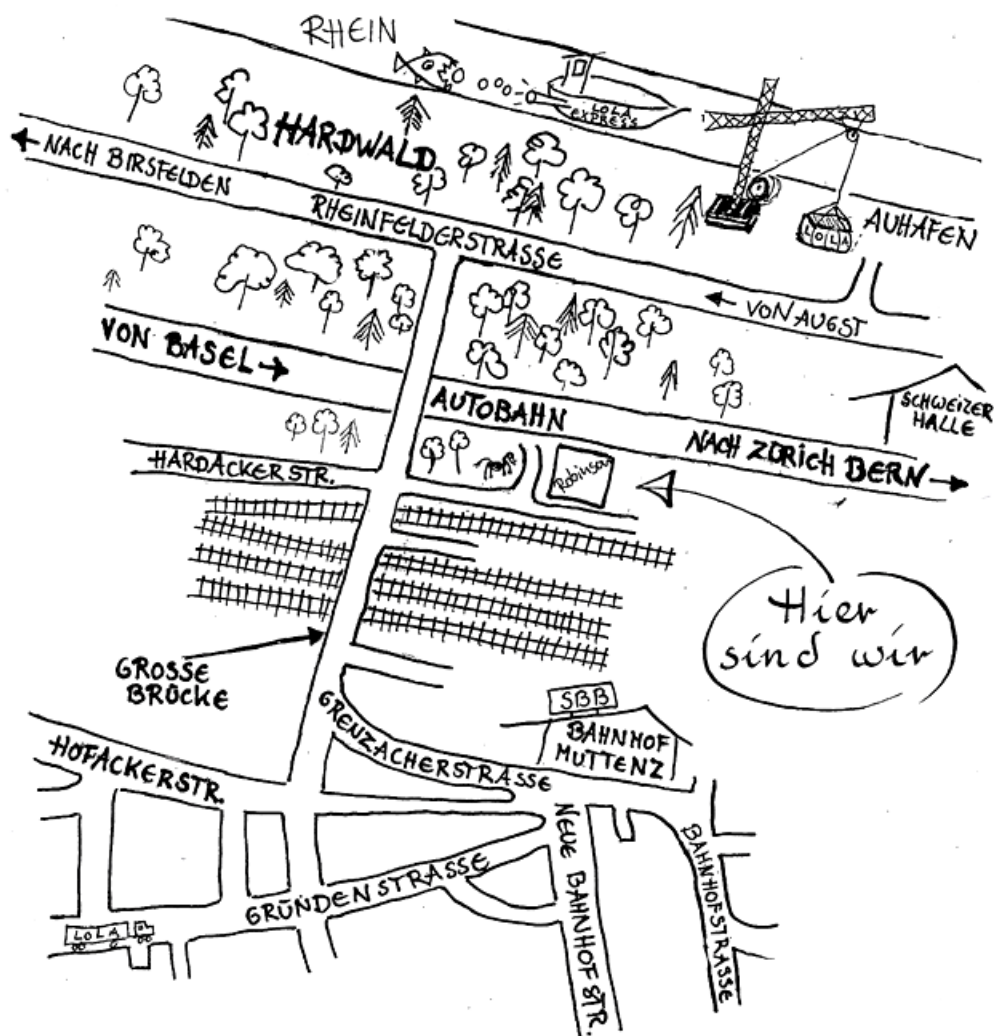 RHEIN
LOLA
EXPRESS
HARDWALD
← NACH BIRSFELDEN
RHEINFELDERSTRASSE
LOLA
AUHAFEN
← VON AUGST
VON BASEL →
AUTOBAHN
SCHWEIZER
HALLE
NACH ZÜRICH BERN →
HARDACKERSTR.
Robinson
Hier
sind wir
GROSSE
BRÜCKE
GRENZACHERSTRASSE
SBB
BAHNHOF
MUTTENZ
HOFACKERSTR.
NEUE BAHNHOFSTR.
BAHNHOFSTRASSE
GRÜNDENSTRASSE
LOLA